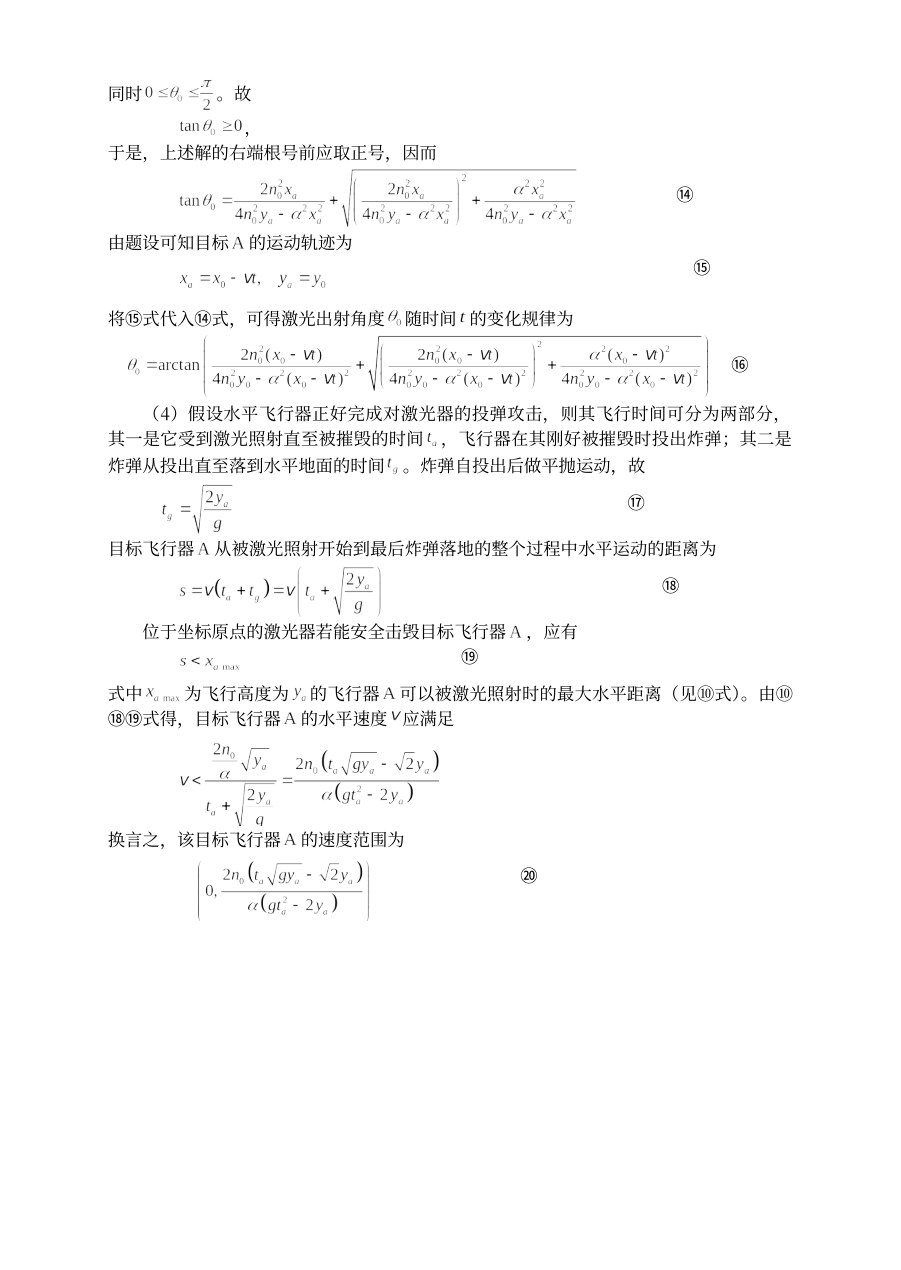 同时 0 ≤ θ₀ ≤ π/2 。故
tanθ₀ ≥ 0 ，
于是，上述解的右端根号前应取正号，因而
tanθ₀ = 2n₀²xₐ/(4n₀²yₐ − α²xₐ²) + √((2n₀²xₐ/(4n₀²yₐ − α²xₐ²))² + α²xₐ²/(4n₀²yₐ − α²xₐ²)) ⑭
由题设可知目标 A 的运动轨迹为
xₐ = x₀ - vt, yₐ = y₀ ⑮
将⑮式代入⑭式，可得激光出射角度 θ₀ 随时间 t 的变化规律为
θ₀ = arctan(2n₀²(x₀ − vt)/(4n₀²y₀ − α²(x₀ − vt)²) + √((2n₀²(x₀ − vt)/(4n₀²y₀ − α²(x₀ − vt)²))² + α²(x₀ − vt)²/(4n₀²y₀ − α²(x₀ − vt)²))) ⑯
（4）假设水平飞行器正好完成对激光器的投弹攻击，则其飞行时间可分为两部分，
其一是它受到激光照射直至被摧毁的时间 tₐ ，飞行器在其刚好被摧毁时投出炸弹；其二是
炸弹从投出直至落到水平地面的时间 t_g 。炸弹自投出后做平抛运动，故
t_g = √(2yₐ/g) ⑰
目标飞行器 A 从被激光照射开始到最后炸弹落地的整个过程中水平运动的距离为
s = v(tₐ + t_g) = v(tₐ + √(2yₐ/g)) ⑱
位于坐标原点的激光器若能安全击毁目标飞行器 A ，应有
s < x_{a max} ⑲
式中 x_{a max} 为飞行高度为 yₐ 的飞行器 A 可以被激光照射时的最大水平距离（见⑩式）。由⑩
⑱⑲式得，目标飞行器 A 的水平速度 v 应满足
v < ((2n₀/α)√yₐ)/(tₐ + √(2yₐ/g)) = 2n₀(tₐ√(gyₐ) − √2yₐ)/(α(gtₐ² − 2yₐ))
换言之，该目标飞行器 A 的速度范围为
(0, 2n₀(tₐ√(gyₐ) − √2yₐ)/(α(gtₐ² − 2yₐ))) ⑳